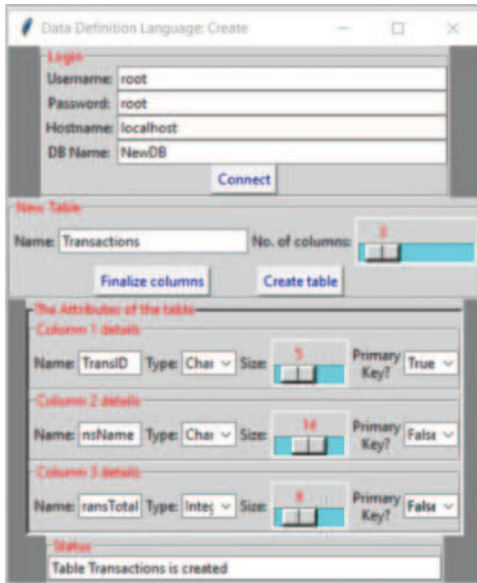 Data Definition Language: Create
Login
Username: root
Password: root
Hostname: localhost
DB Name: NewDB
Connect
New Table
3
Name: Transactions No. of columns:
Finalize columns Create table
The Attributes of the table
Column 1 details
5
Name: TransID Type: Char Size: Primary Key? True
Column 2 details
Name: nsName Type: Char Size: Primary Key? False
Column 3 details
Name: ransTotal Type: Integ Size: Primary Key? False
Status
Table Transactions is created